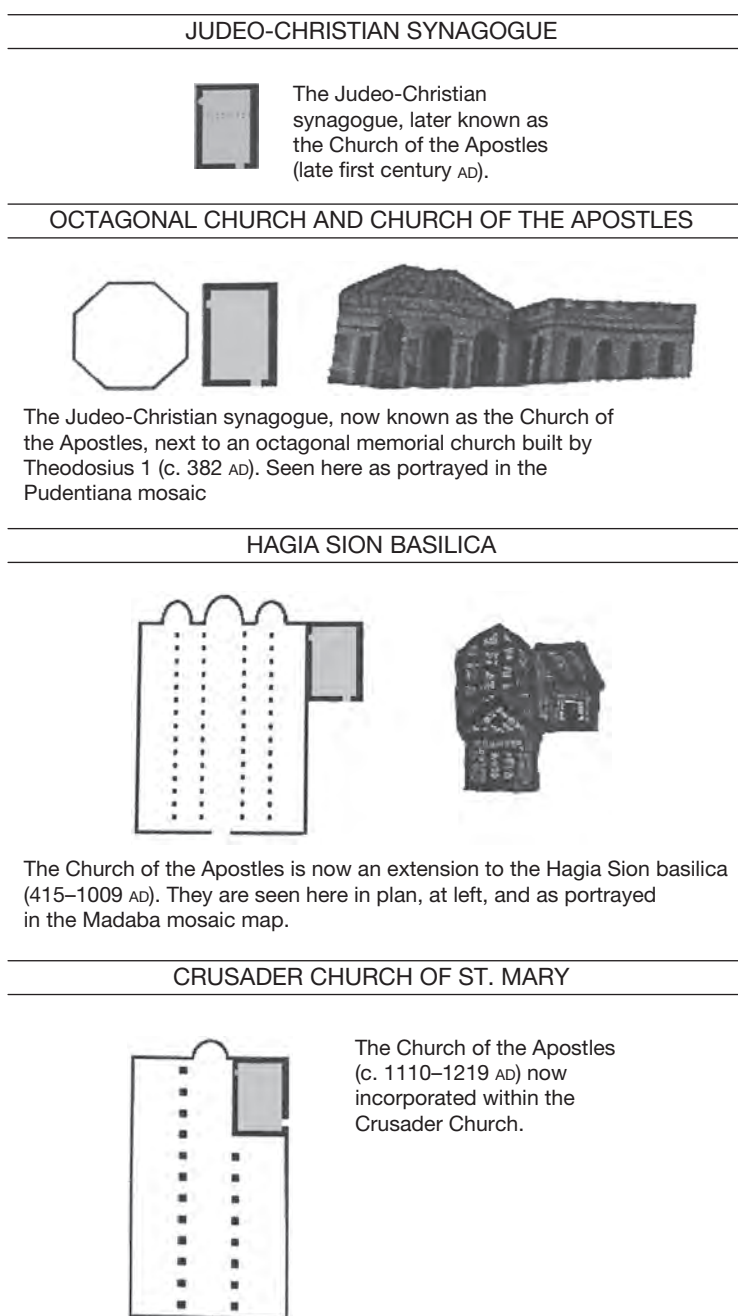 JUDEO-CHRISTIAN SYNAGOGUE
The Judeo-Christian
synagogue, later known as
the Church of the Apostles
(late first century AD).
OCTAGONAL CHURCH AND CHURCH OF THE APOSTLES
The Judeo-Christian synagogue, now known as the Church of
the Apostles, next to an octagonal memorial church built by
Theodosius 1 (c. 382 AD). Seen here as portrayed in the
Pudentiana mosaic
HAGIA SION BASILICA
The Church of the Apostles is now an extension to the Hagia Sion basilica
(415–1009 AD). They are seen here in plan, at left, and as portrayed
in the Madaba mosaic map.
CRUSADER CHURCH OF ST. MARY
The Church of the Apostles
(c. 1110–1219 AD) now
incorporated within the
Crusader Church.